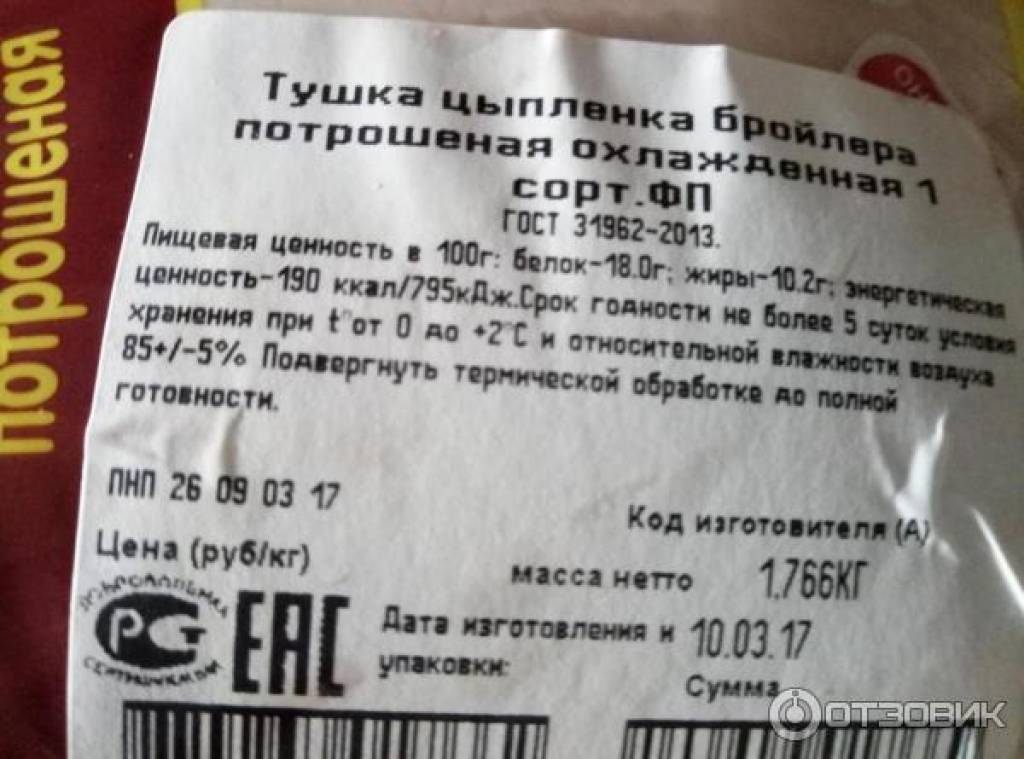 потрошеная
Тушка цыпленка бройлера
потрошеная охлажденная 1
сорт.ФП
ГОСТ 31962-2013.
Пищевая ценность в 100г: белок-18.0г; жиры-10.2г; энергетическая
ценность-190 ккал/795кДж.Срок годности не более 5 суток условия
хранения при t°от 0 до +2°С и относительной влажности воздуха
85+/-5% Подвергнуть термической обработке до полной
готовности.
ПНП 26 09 03 17
Код изготовителя (А)
Цена (руб/кг)
масса нетто 1.766КГ
ДОБРОВОЛЬНАЯ
РСТ
СЕРТИФИКАЦИЯ
ЕАС
Дата изготовления и 10.03.17
упаковки:
Сумма
ОТЗОВИК